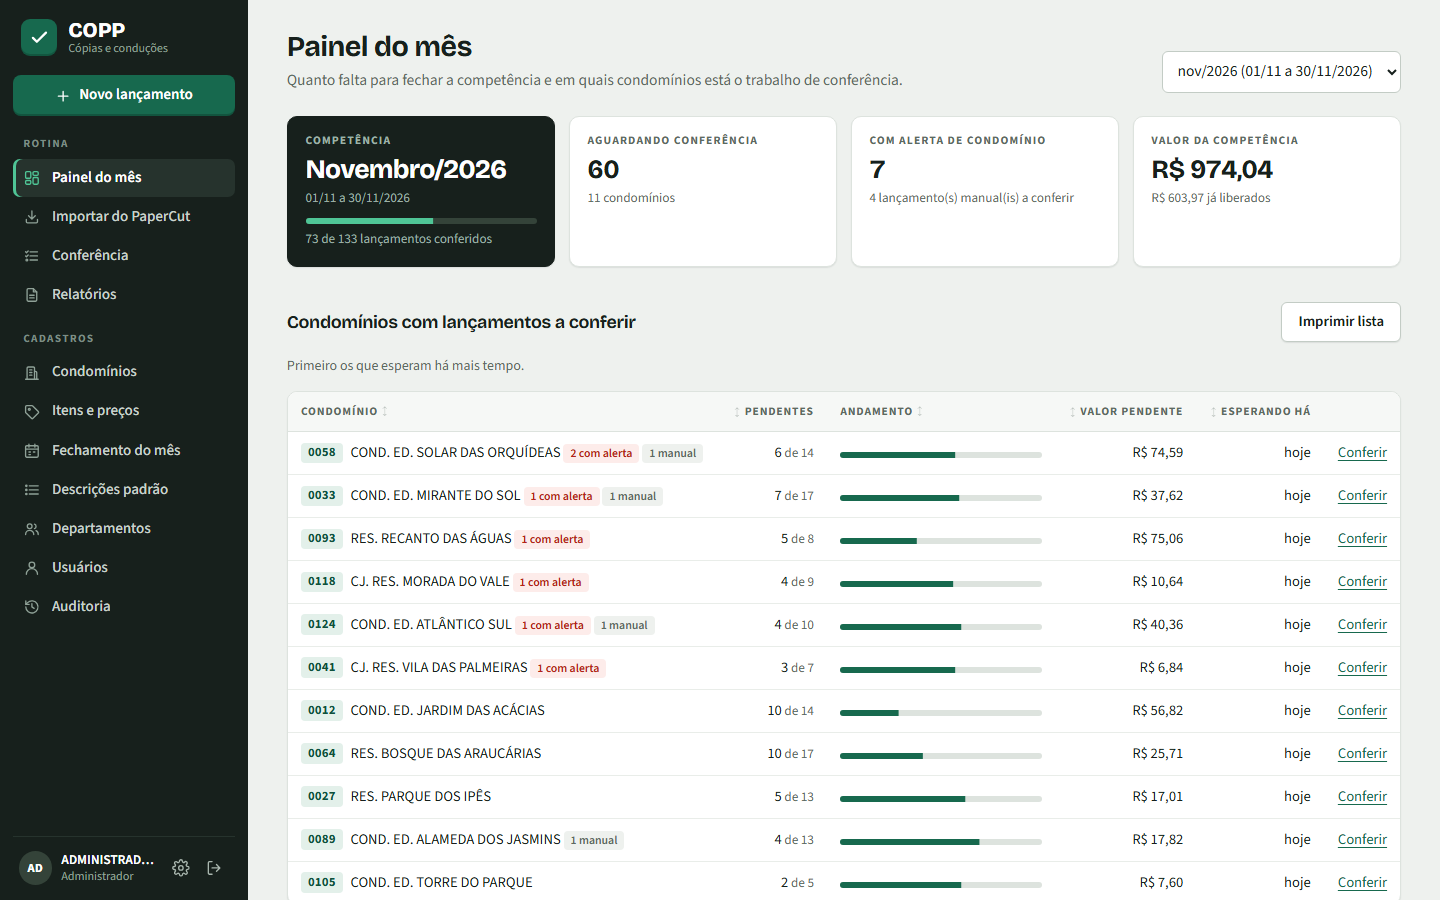 COPP
Cópias e conduções
+ Novo lançamento
ROTINA
Painel do mês
Importar do PaperCut
Conferência
Relatórios
CADASTROS
Condomínios
Itens e preços
Fechamento do mês
Descrições padrão
Departamentos
Usuários
Auditoria
AD
ADMINISTRAD...
Administrador
Painel do mês
Quanto falta para fechar a competência e em quais condomínios está o trabalho de conferência.
nov/2026 (01/11 a 30/11/2026)
COMPETÊNCIA
Novembro/2026
01/11 a 30/11/2026
73 de 133 lançamentos conferidos
AGUARDANDO CONFERÊNCIA
60
11 condomínios
COM ALERTA DE CONDOMÍNIO
7
4 lançamento(s) manual(is) a conferir
VALOR DA COMPETÊNCIA
R$ 974,04
R$ 603,97 já liberados
Condomínios com lançamentos a conferir
Imprimir lista
Primeiro os que esperam há mais tempo.
CONDOMÍNIO ↕ ↕ PENDENTES ANDAMENTO ↕ ↕ VALOR PENDENTE ↕ ESPERANDO HÁ
0058 COND. ED. SOLAR DAS ORQUÍDEAS 2 com alerta 1 manual 6 de 14 R$ 74,59 hoje Conferir
0033 COND. ED. MIRANTE DO SOL 1 com alerta 1 manual 7 de 17 R$ 37,62 hoje Conferir
0093 RES. RECANTO DAS ÁGUAS 1 com alerta 5 de 8 R$ 75,06 hoje Conferir
0118 CJ. RES. MORADA DO VALE 1 com alerta 4 de 9 R$ 10,64 hoje Conferir
0124 COND. ED. ATLÂNTICO SUL 1 com alerta 1 manual 4 de 10 R$ 40,36 hoje Conferir
0041 CJ. RES. VILA DAS PALMEIRAS 1 com alerta 3 de 7 R$ 6,84 hoje Conferir
0012 COND. ED. JARDIM DAS ACÁCIAS 10 de 14 R$ 56,82 hoje Conferir
0064 RES. BOSQUE DAS ARAUCÁRIAS 10 de 17 R$ 25,71 hoje Conferir
0027 RES. PARQUE DOS IPÊS 5 de 13 R$ 17,01 hoje Conferir
0089 COND. ED. ALAMEDA DOS JASMINS 1 manual 4 de 13 R$ 17,82 hoje Conferir
0105 COND. ED. TORRE DO PARQUE 2 de 5 R$ 7,60 hoje Conferir